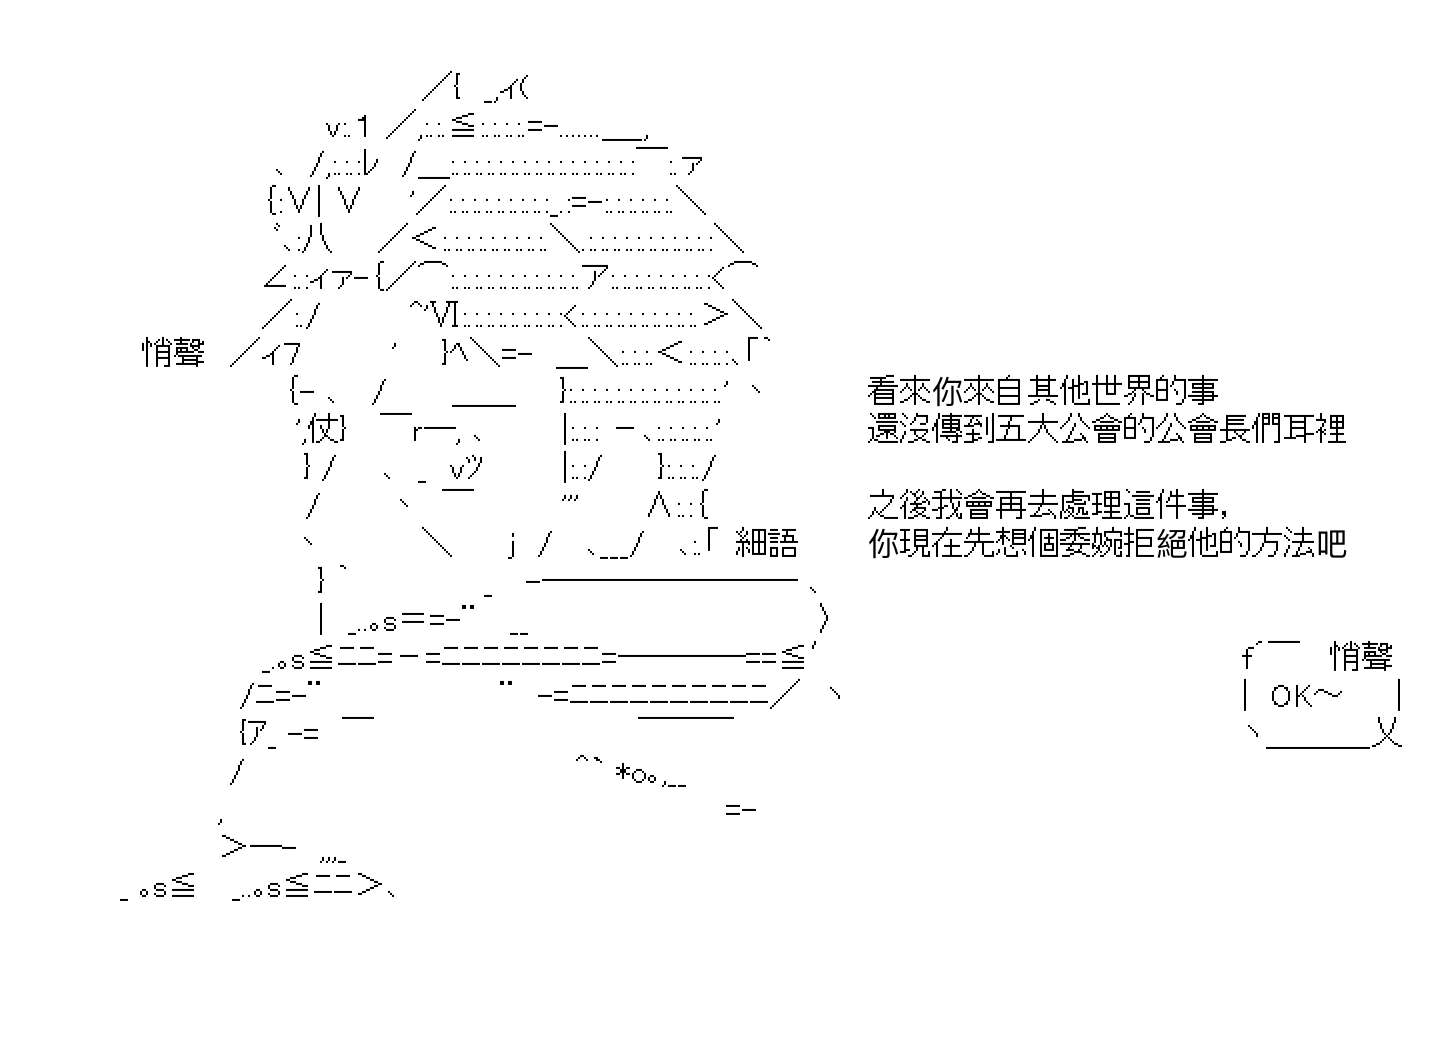 悄聲
看來你來自其他世界的事
還沒傳到五大公會的公會長們耳裡
之後我會再去處理這件事，
細語
你現在先想個委婉拒絕他的方法吧
悄聲
OK～